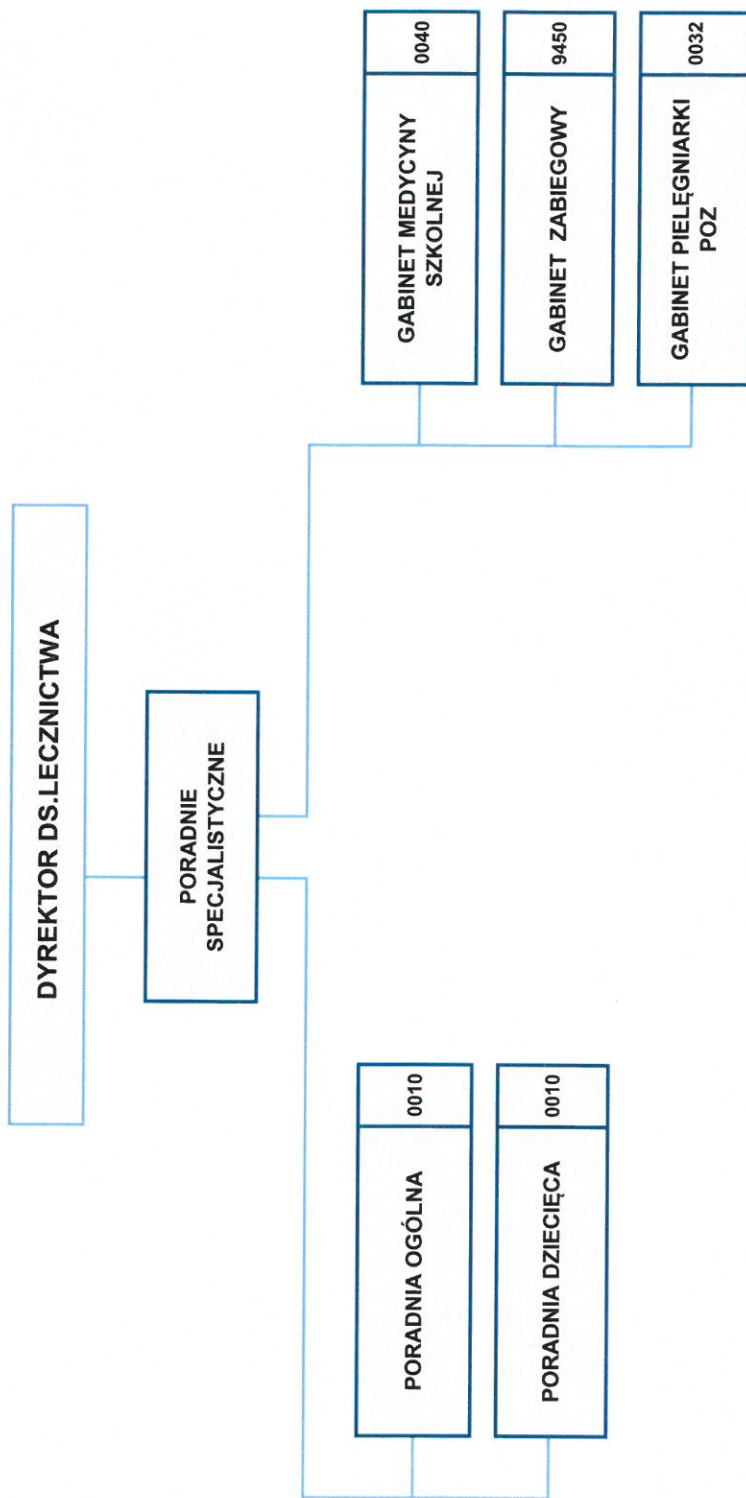 DYREKTOR DS.LECZNICTWA
PORADNIE
SPECJALISTYCZNE
PORADNIA OGÓLNA
0010
PORADNIA DZIECIĘCA
0010
GABINET MEDYCYNY
SZKOLNEJ
0040
GABINET ZABIEGOWY
9450
GABINET PIELĘGNIARKI
POZ
0032